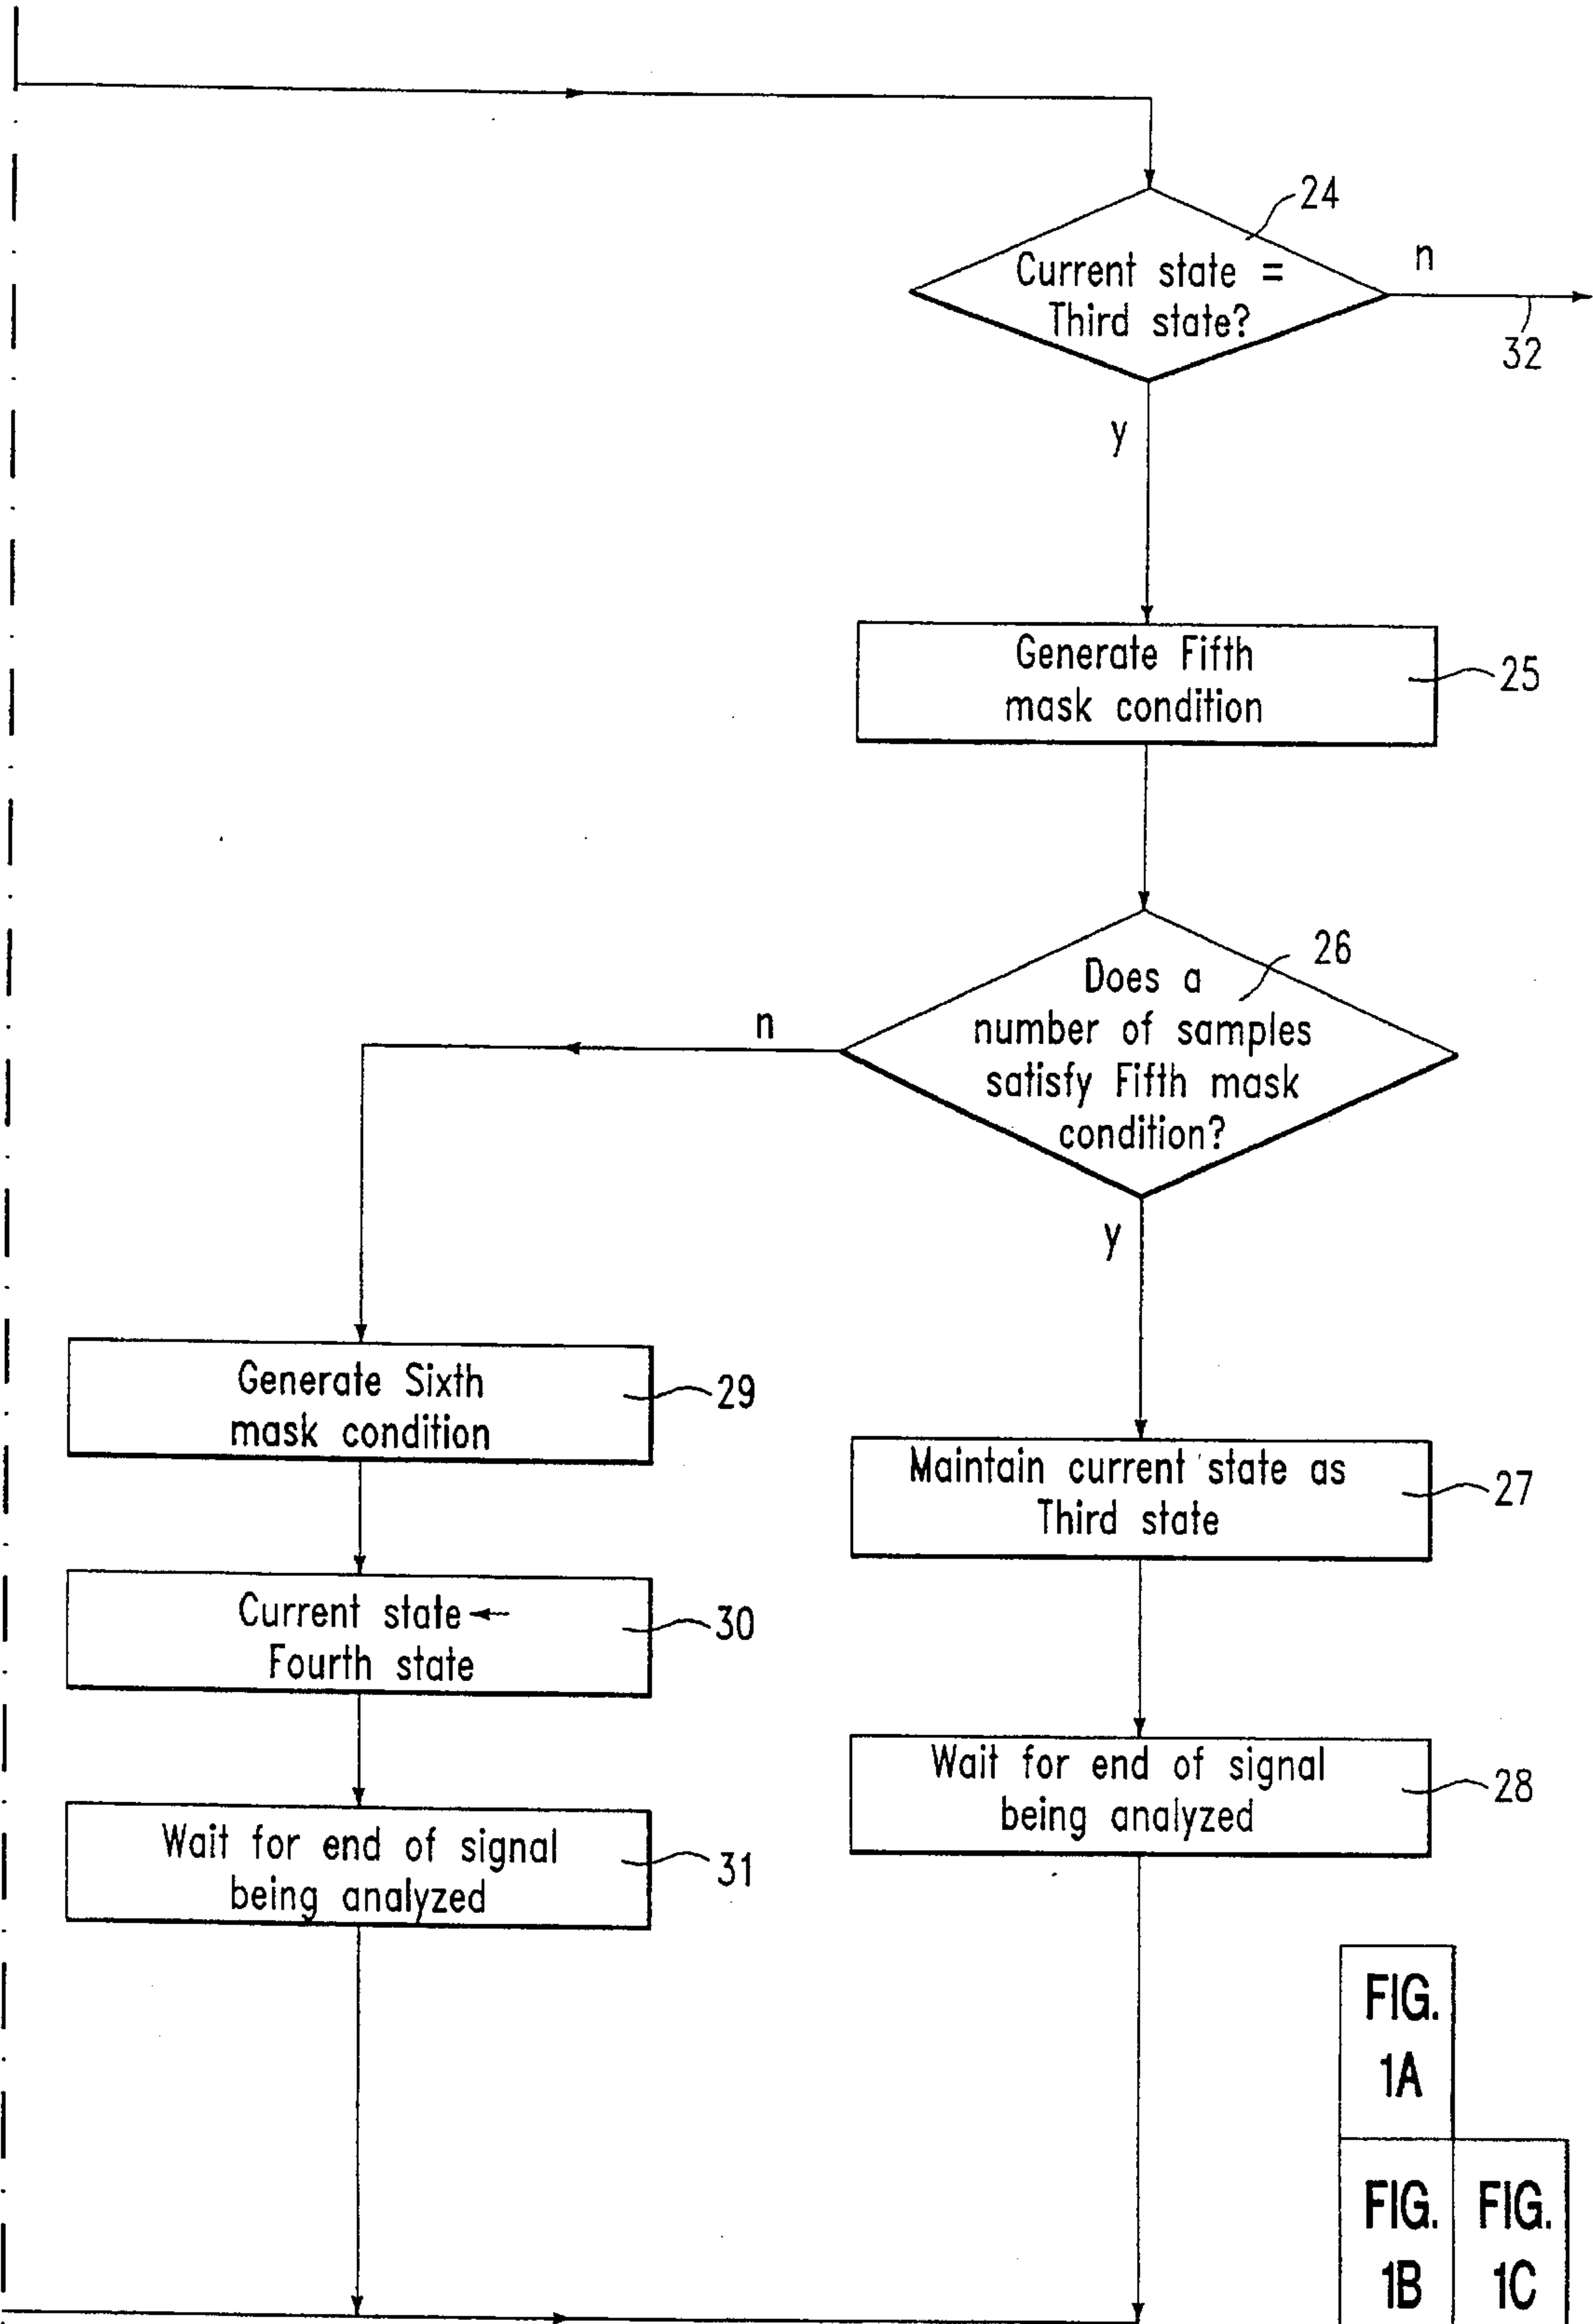 24
Current state =
Third state?
n
32
y
Generate Fifth
mask condition
25
Does a
number of samples
satisfy Fifth mask
condition?
26
n
y
Generate Sixth
mask condition
29
Maintain current state as
Third state
27
Current state ←
Fourth state
30
Wait for end of signal
being analyzed
28
Wait for end of signal
being analyzed
31
FIG.
1A
FIG.
1B
FIG.
1C